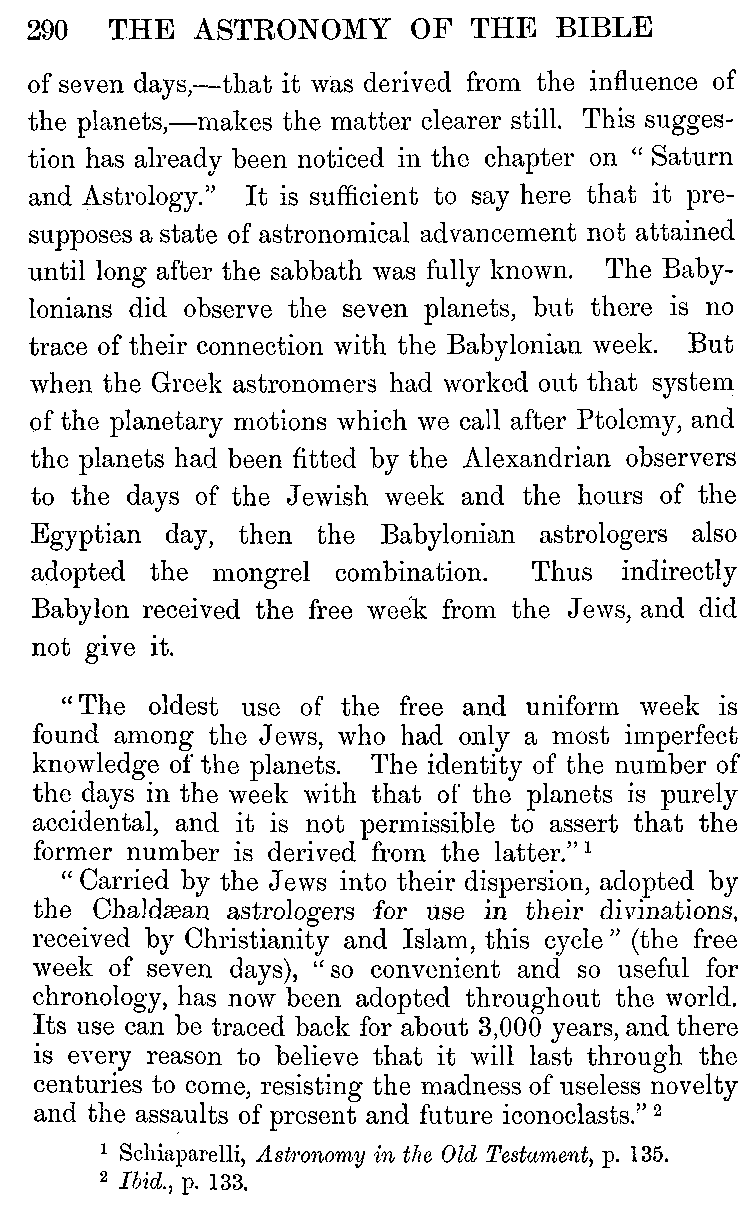 290 THE ASTRONOMY OF THE BIBLE
of seven days,—that it was derived from the influence of
the planets,—makes the matter clearer still. This sugges-
tion has already been noticed in the chapter on “Saturn
and Astrology.” It is sufficient to say here that it pre-
supposes a state of astronomical advancement not attained
until long after the sabbath was fully known. The Baby-
lonians did observe the seven planets, but there is no
trace of their connection with the Babylonian week. But
when the Greek astronomers had worked out that system
of the planetary motions which we call after Ptolemy, and
the planets had been fitted by the Alexandrian observers
to the days of the Jewish week and the hours of the
Egyptian day, then the Babylonian astrologers also
adopted the mongrel combination. Thus indirectly
Babylon received the free week from the Jews, and did
not give it.
“The oldest use of the free and uniform week is
found among the Jews, who had only a most imperfect
knowledge of the planets. The identity of the number of
the days in the week with that of the planets is purely
accidental, and it is not permissible to assert that the
former number is derived from the latter.” ¹
“Carried by the Jews into their dispersion, adopted by
the Chaldæan astrologers for use in their divinations,
received by Christianity and Islam, this cycle” (the free
week of seven days), “so convenient and so useful for
chronology, has now been adopted throughout the world.
Its use can be traced back for about 3,000 years, and there
is every reason to believe that it will last through the
centuries to come, resisting the madness of useless novelty
and the assaults of present and future iconoclasts.” ²
¹ Schiaparelli, Astronomy in the Old Testament, p. 135.
² Ibid., p. 133.